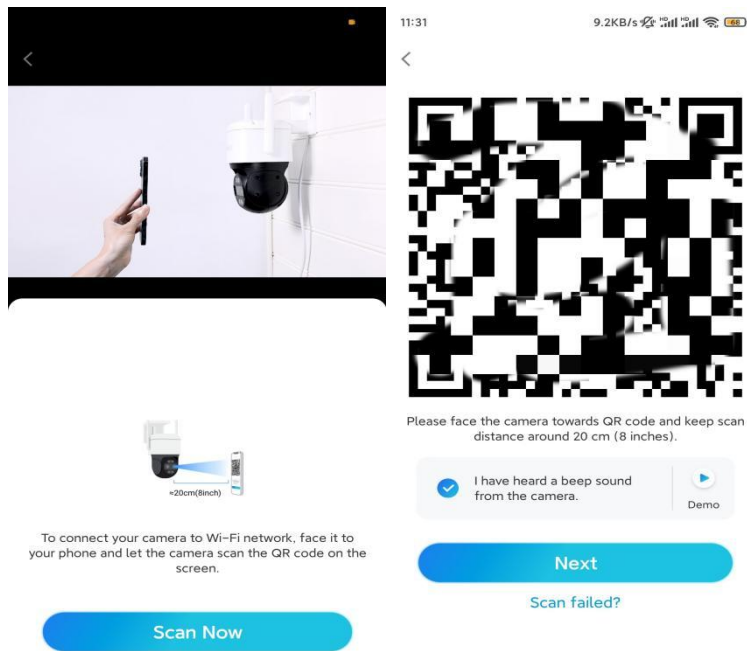 ≈20cm(8inch)
To connect your camera to Wi-Fi network, face it to
your phone and let the camera scan the QR code on the
screen.
Scan Now
11:31
9.2KB/s HD HD 68
Please face the camera towards QR code and keep scan
distance around 20 cm (8 inches).
I have heard a beep sound
from the camera.
Demo
Next
Scan failed?